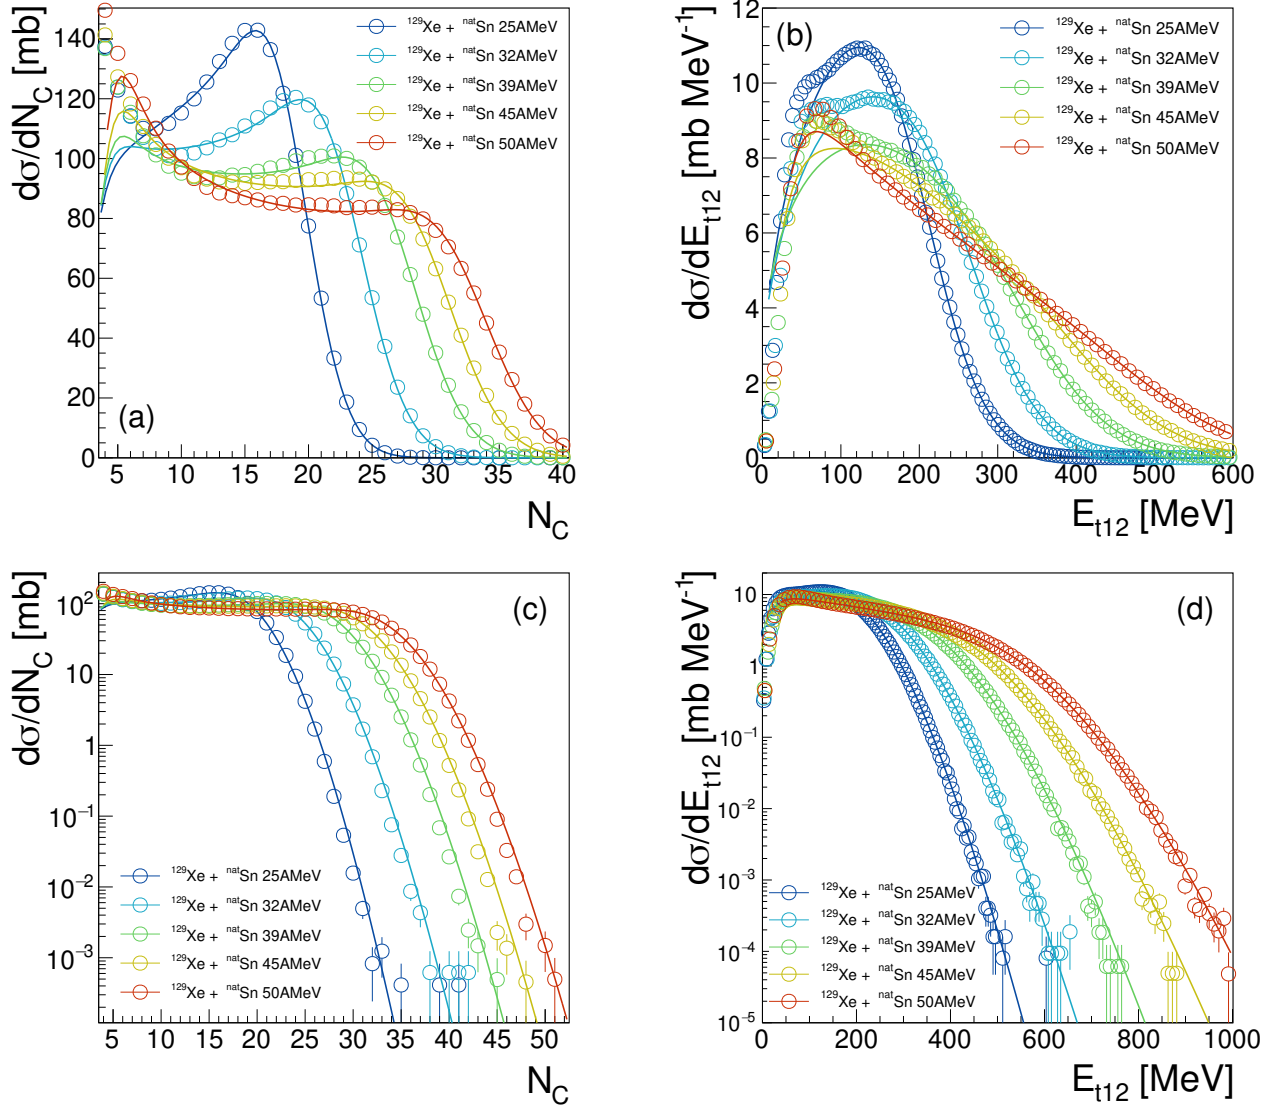 dσ/dN_C [mb]
140
120
100
80
60
40
20
0
5 10 15 20 25 30 35 40
N_C
(a)
¹²⁹Xe + ⁿᵃᵗSn 25AMeV
¹²⁹Xe + ⁿᵃᵗSn 32AMeV
¹²⁹Xe + ⁿᵃᵗSn 39AMeV
¹²⁹Xe + ⁿᵃᵗSn 45AMeV
¹²⁹Xe + ⁿᵃᵗSn 50AMeV
dσ/dE_t12 [mb MeV⁻¹]
12
10
8
6
4
2
0
0 100 200 300 400 500 600
E_t12 [MeV]
(b)
¹²⁹Xe + ⁿᵃᵗSn 25AMeV
¹²⁹Xe + ⁿᵃᵗSn 32AMeV
¹²⁹Xe + ⁿᵃᵗSn 39AMeV
¹²⁹Xe + ⁿᵃᵗSn 45AMeV
¹²⁹Xe + ⁿᵃᵗSn 50AMeV
dσ/dN_C [mb]
10²
10
1
10⁻¹
10⁻²
10⁻³
5 10 15 20 25 30 35 40 45 50
N_C
(c)
¹²⁹Xe + ⁿᵃᵗSn 25AMeV
¹²⁹Xe + ⁿᵃᵗSn 32AMeV
¹²⁹Xe + ⁿᵃᵗSn 39AMeV
¹²⁹Xe + ⁿᵃᵗSn 45AMeV
¹²⁹Xe + ⁿᵃᵗSn 50AMeV
dσ/dE_t12 [mb MeV⁻¹]
10
1
10⁻¹
10⁻²
10⁻³
10⁻⁴
10⁻⁵
0 200 400 600 800 1000
E_t12 [MeV]
(d)
¹²⁹Xe + ⁿᵃᵗSn 25AMeV
¹²⁹Xe + ⁿᵃᵗSn 32AMeV
¹²⁹Xe + ⁿᵃᵗSn 39AMeV
¹²⁹Xe + ⁿᵃᵗSn 45AMeV
¹²⁹Xe + ⁿᵃᵗSn 50AMeV